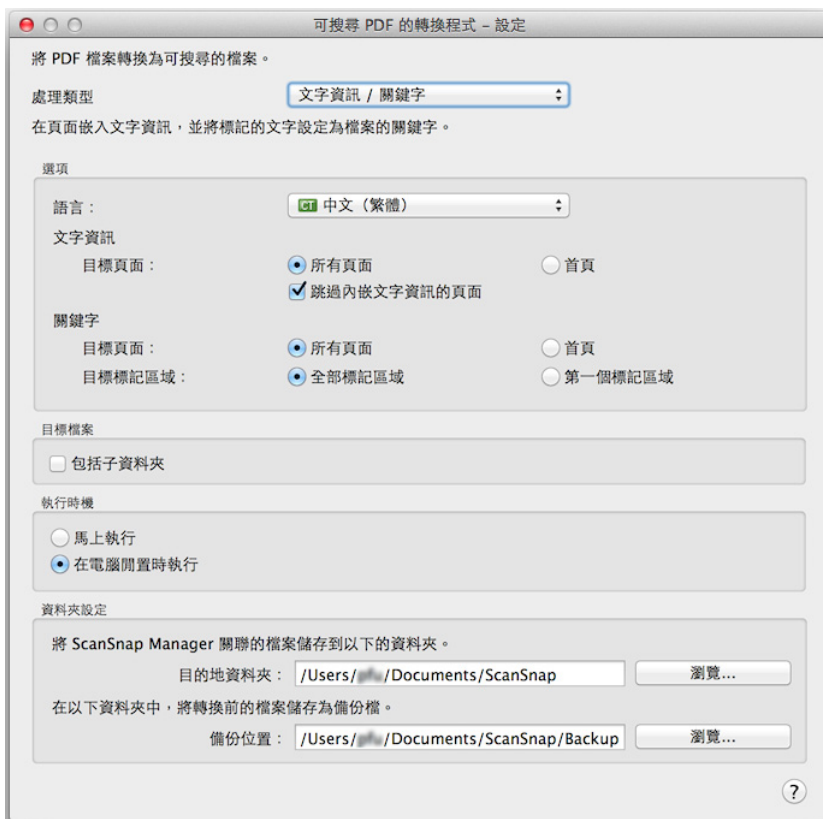 可搜尋 PDF 的轉換程式 – 設定
將 PDF 檔案轉換為可搜尋的檔案。
處理類型 文字資訊 / 關鍵字
在頁面嵌入文字資訊，並將標記的文字設定為檔案的關鍵字。
選項
語言： CT 中文（繁體）
文字資訊
目標頁面： 所有頁面 首頁
跳過內嵌文字資訊的頁面
關鍵字
目標頁面： 所有頁面 首頁
目標標記區域： 全部標記區域 第一個標記區域
目標檔案
包括子資料夾
執行時機
馬上執行
在電腦閒置時執行
資料夾設定
將 ScanSnap Manager 關聯的檔案儲存到以下的資料夾。
目的地資料夾： /Users/ /Documents/ScanSnap 瀏覽...
在以下資料夾中，將轉換前的檔案儲存為備份檔。
備份位置： /Users/ /Documents/ScanSnap/Backup 瀏覽...
?